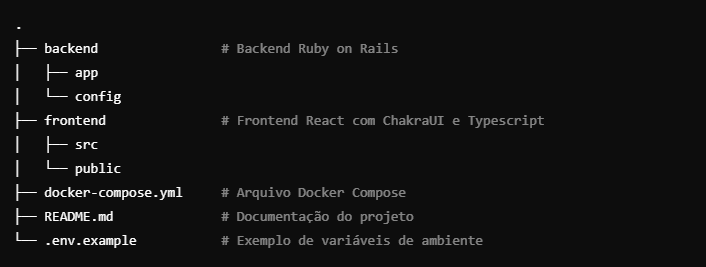 .
├── backend                # Backend Ruby on Rails
│   ├── app
│   └── config
├── frontend               # Frontend React com ChakraUI e Typescript
│   ├── src
│   └── public
├── docker-compose.yml     # Arquivo Docker Compose
├── README.md              # Documentação do projeto
└── .env.example           # Exemplo de variáveis de ambiente